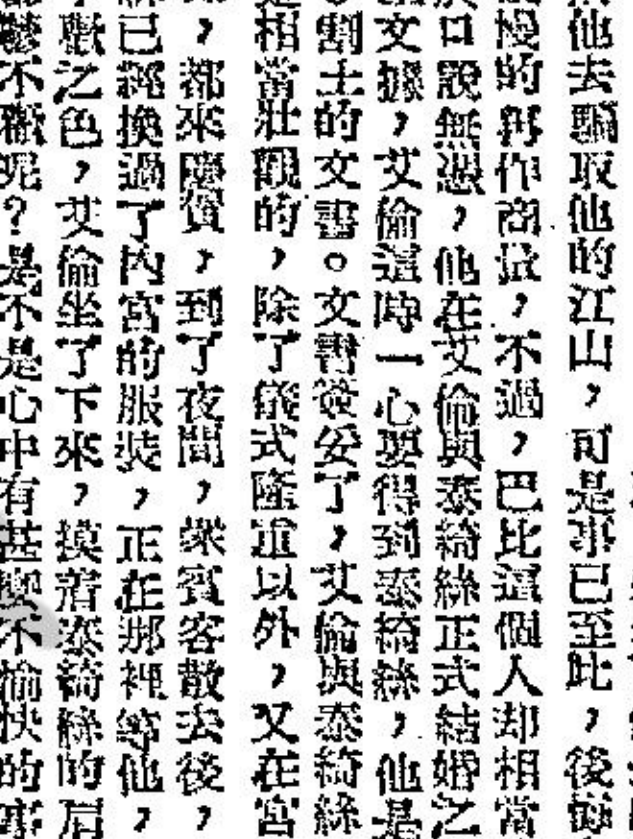 他去騙取他的江山，可是事已至此，後悔
慢的再作商量，不過，巴比這個人却相當
口說無憑，他在艾倫與泰綺絲正式結婚之
文據，艾倫這時一心要得到泰綺絲，他是
割土的文書。文書簽妥了，艾倫與泰綺絲
相當壯觀的，除了儀式隆重以外，又在宮
，都來慶賀，到了夜間，衆賓客散去後，
已經換過了內宮的服裝，正在那裡等他，
歡之色，艾倫坐了下來，摸着泰綺絲的肩
不歡呢？是不是心中有甚麼不愉快的事